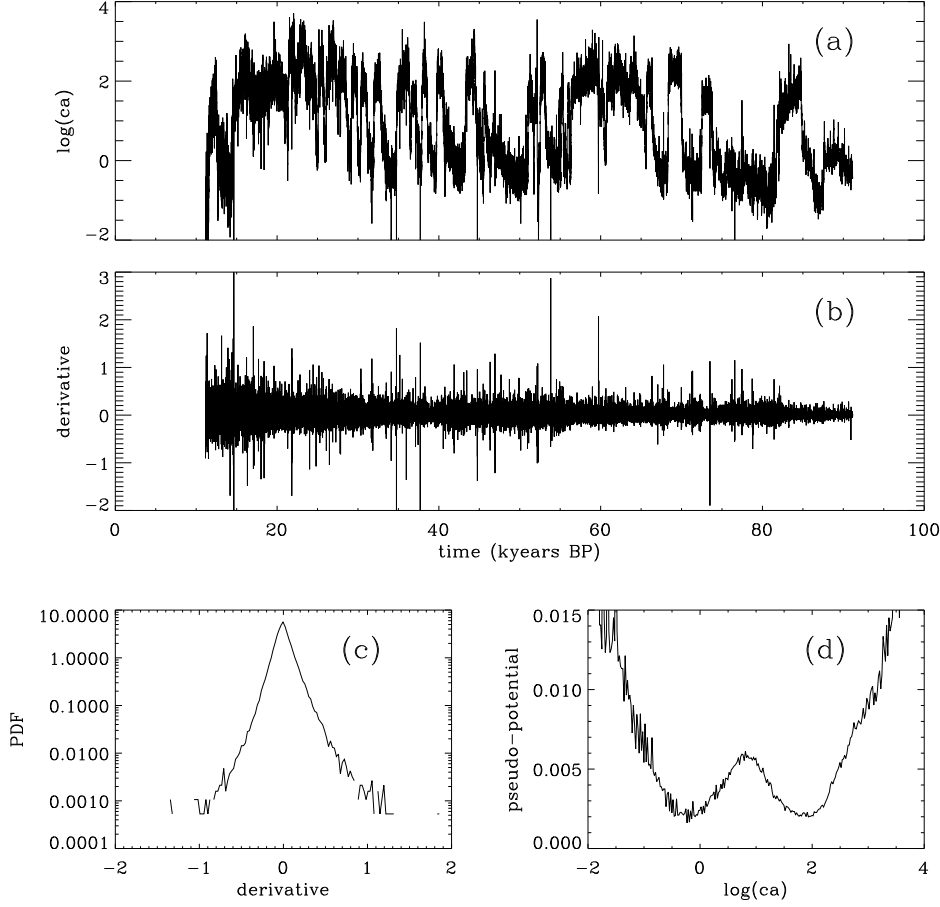 4
(a)
2
log(ca)
0
−2
3
(b)
2
1
derivative
0
−1
−2
0 20 40 60 80 100
time (kyears BP)
10.0000
(c)
1.0000
0.1000
PDF
0.0100
0.0010
0.0001
−2 −1 0 1 2
derivative
0.015
(d)
0.010
pseudo−potential
0.005
0.000
−2 0 2 4
log(ca)